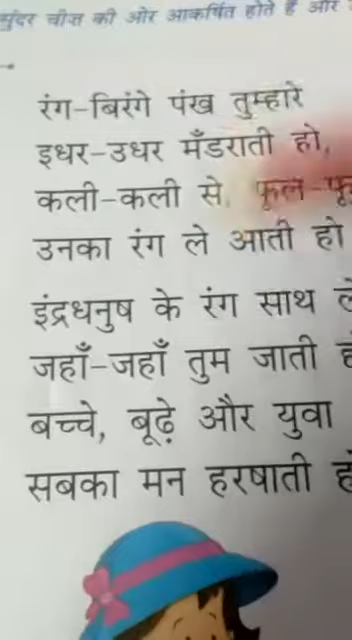 सुंदर चीज़ की ओर आकर्षित होते हैं और
रंग-बिरंगे पंख तुम्हारे
इधर-उधर मँडराती हो,
कली-कली से, फूल-फू
उनका रंग ले आती हो
इंद्रधनुष के रंग साथ ले
जहाँ-जहाँ तुम जाती ह
बच्चे, बूढ़े और युवा
सबका मन हरषाती ह